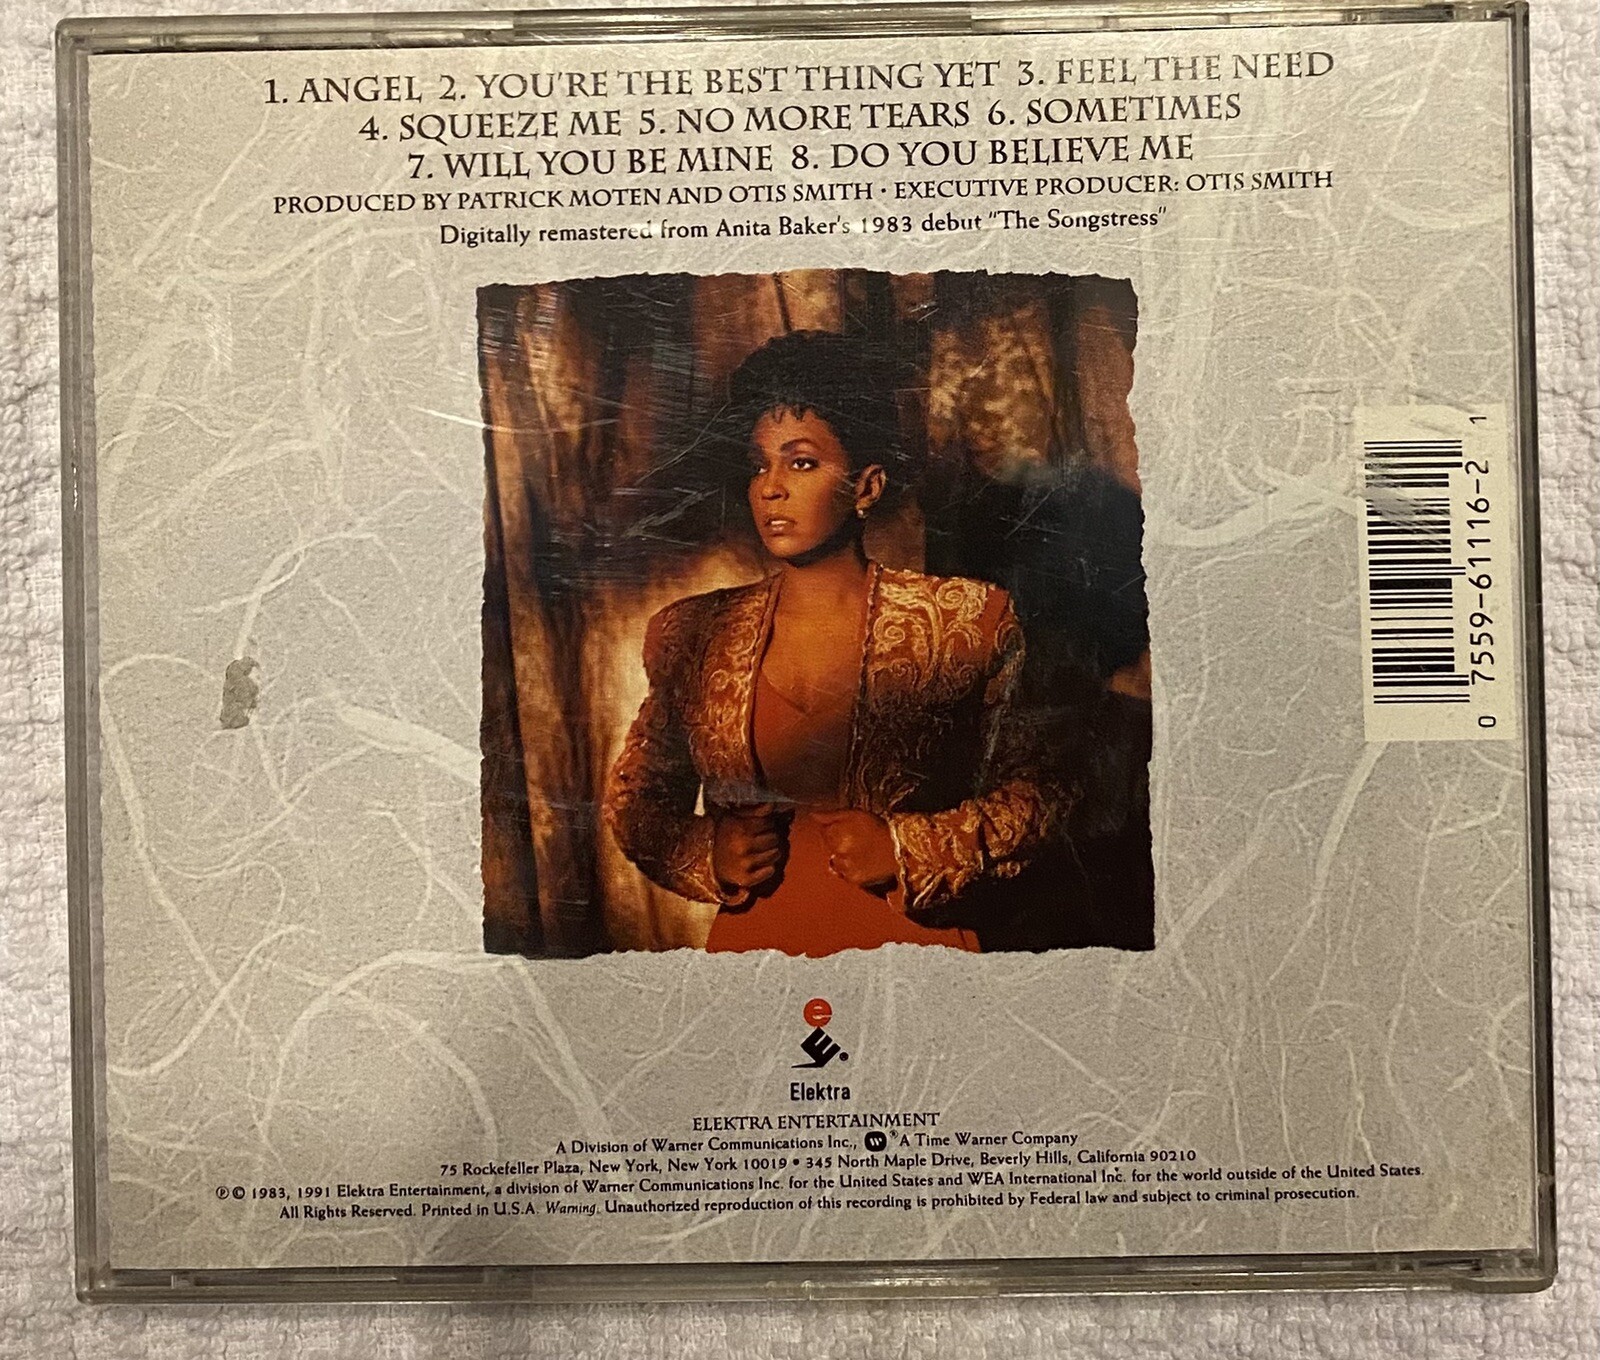 1. ANGEL 2. YOU'RE THE BEST THING YET 3. FEEL THE NEED
4. SQUEEZE ME 5. NO MORE TEARS 6. SOMETIMES
7. WILL YOU BE MINE 8. DO YOU BELIEVE ME
PRODUCED BY PATRICK MOTEN AND OTIS SMITH · EXECUTIVE PRODUCER: OTIS SMITH
Digitally remastered from Anita Baker's 1983 debut "The Songstress"
0 7559-61116-2 1
e
E®
Elektra
ELEKTRA ENTERTAINMENT
A Division of Warner Communications Inc., W ® A Time Warner Company
75 Rockefeller Plaza, New York, New York 10019 • 345 North Maple Drive, Beverly Hills, California 90210
℗ © 1983, 1991 Elektra Entertainment, a division of Warner Communications Inc. for the United States and WEA International Inc. for the world outside of the United States.
All Rights Reserved. Printed in U.S.A. Warning. Unauthorized reproduction of this recording is prohibited by Federal law and subject to criminal prosecution.